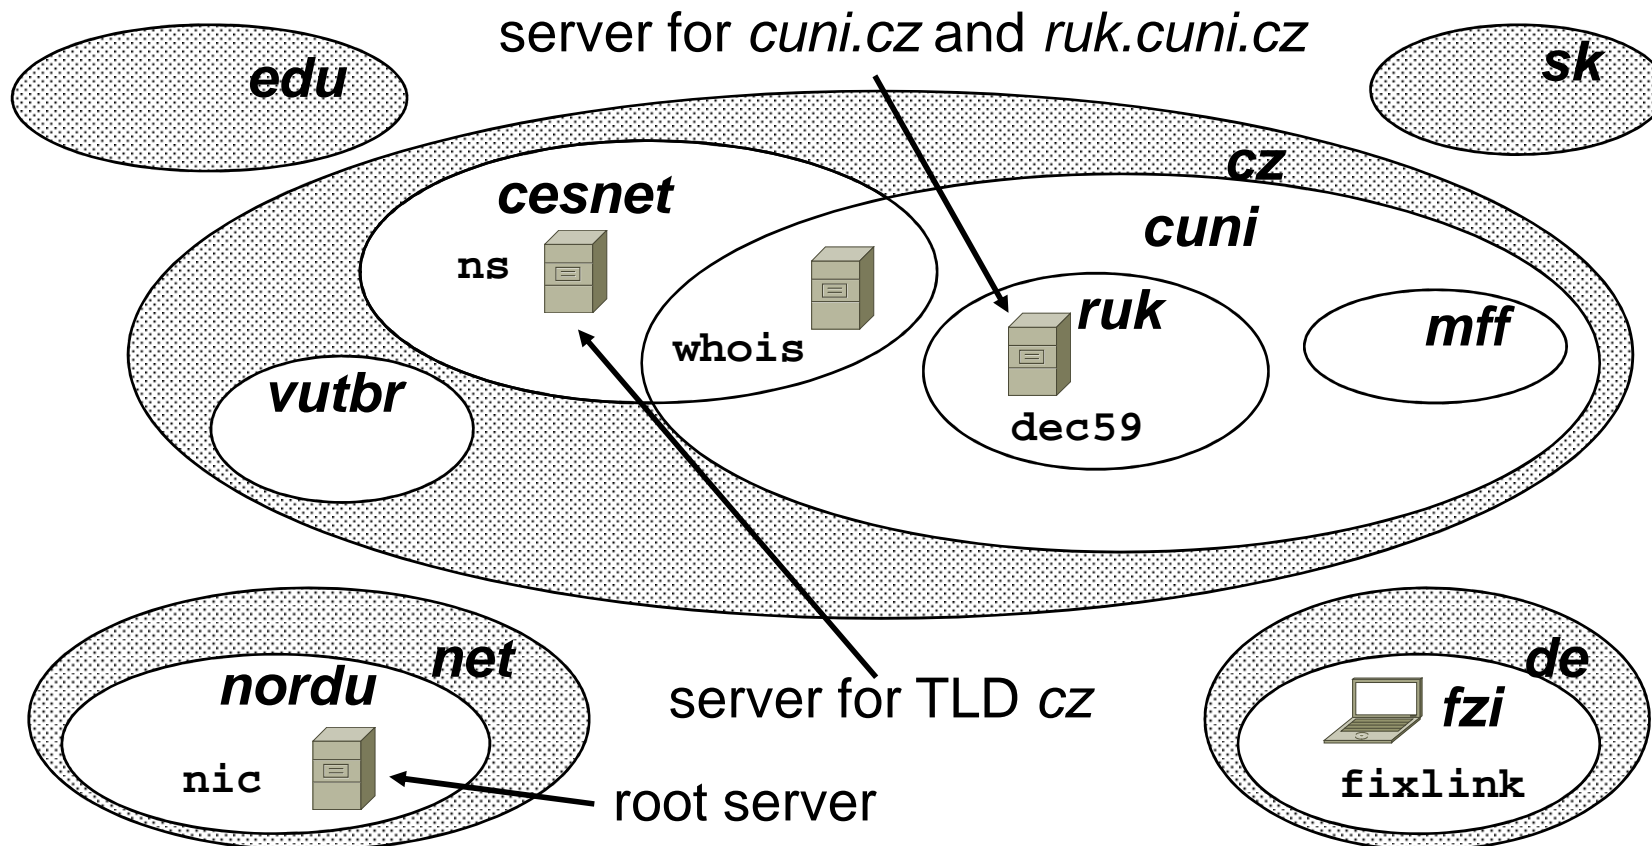 server for cuni.cz and ruk.cuni.cz
edu
sk
cz
cesnet
cuni
ns
ruk
mff
whois
vutbr
dec59
net
de
nordu
server for TLD cz
fzi
nic
fixlink
root server